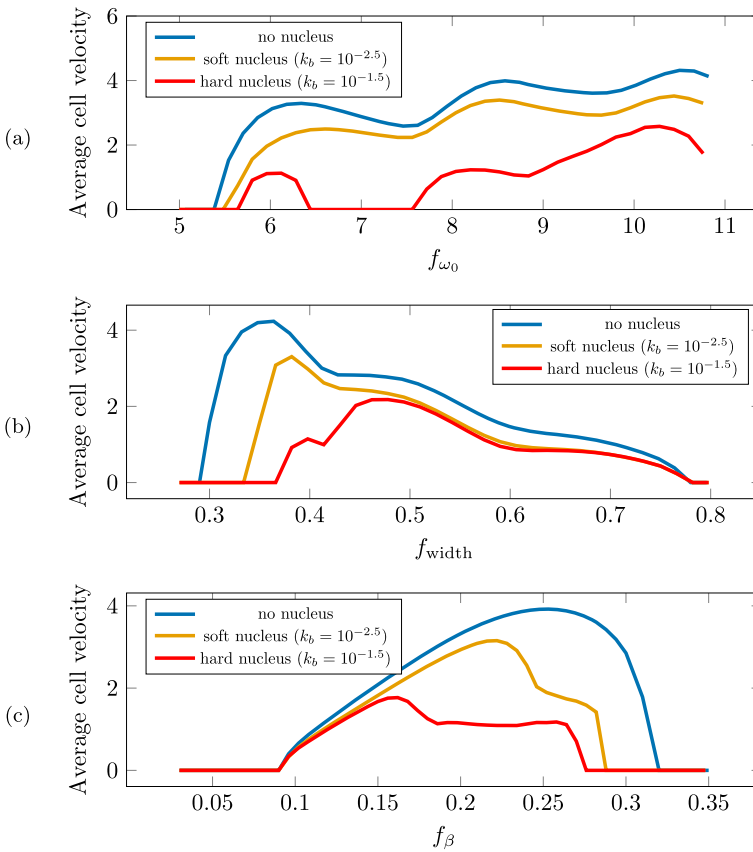 (a)
Average cell velocity
6
4
2
0
no nucleus
soft nucleus (k_b = 10^{-2.5})
hard nucleus (k_b = 10^{-1.5})
5 6 7 8 9 10 11
f_{ω_0}
(b)
Average cell velocity
4
2
0
no nucleus
soft nucleus (k_b = 10^{-2.5})
hard nucleus (k_b = 10^{-1.5})
0.3 0.4 0.5 0.6 0.7 0.8
f_{width}
(c)
Average cell velocity
4
2
0
no nucleus
soft nucleus (k_b = 10^{-2.5})
hard nucleus (k_b = 10^{-1.5})
0.05 0.1 0.15 0.2 0.25 0.3 0.35
f_β